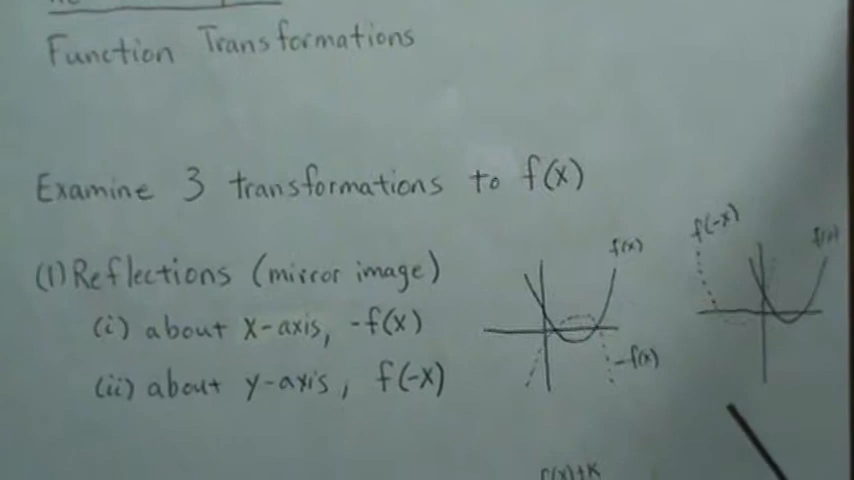 Function Transformations
Examine 3 transformations to f(x)
(1) Reflections (mirror image)
(i) about x-axis, -f(x)
(ii) about y-axis, f(-x)
f(x)
-f(x)
f(-x)
f(x)
f(x)+k